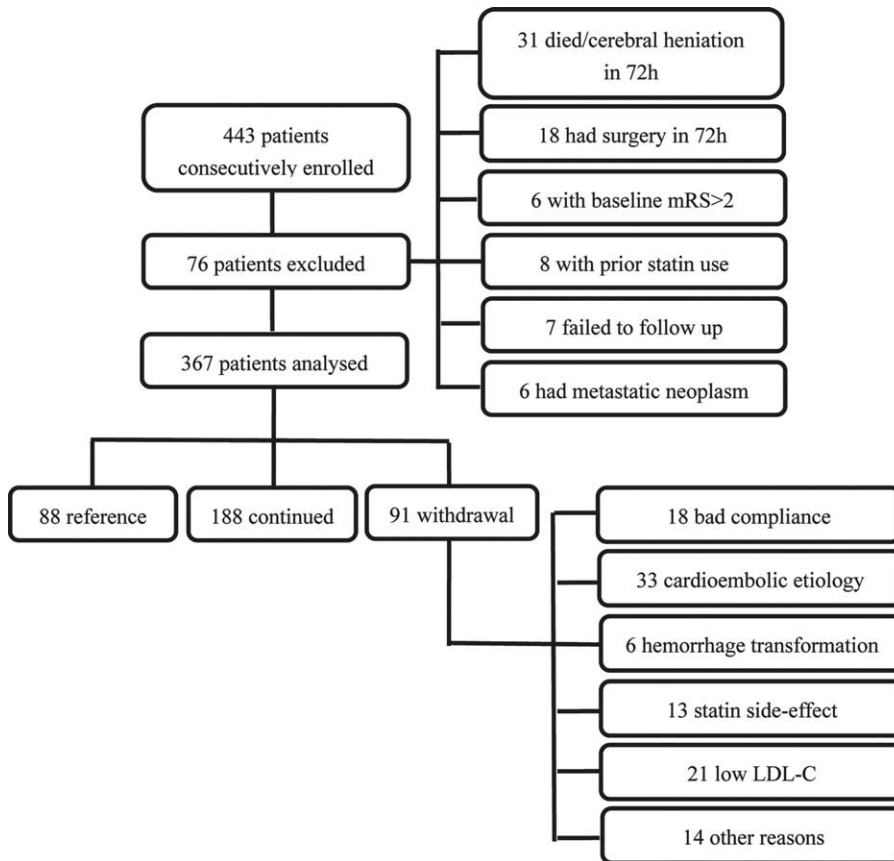 443 patients
consecutively enrolled
76 patients excluded
31 died/cerebral heniation
in 72h
18 had surgery in 72h
6 with baseline mRS>2
8 with prior statin use
7 failed to follow up
6 had metastatic neoplasm
367 patients analysed
88 reference
188 continued
91 withdrawal
18 bad compliance
33 cardioembolic etiology
6 hemorrhage transformation
13 statin side-effect
21 low LDL-C
14 other reasons